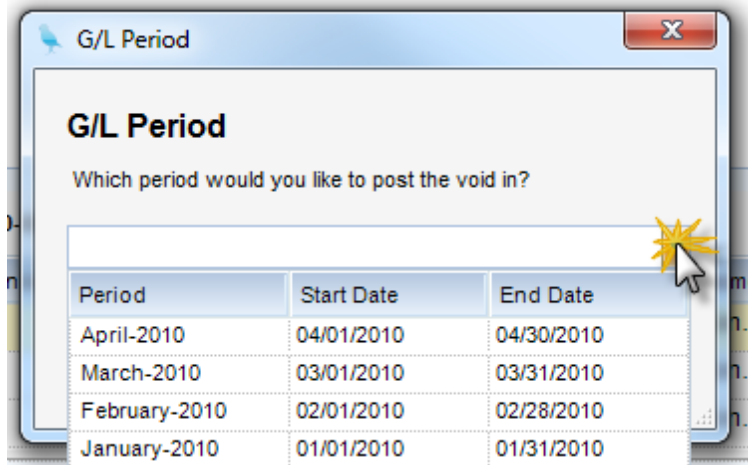 G/L Period
G/L Period
Which period would you like to post the void in?
Period Start Date End Date
April-2010 04/01/2010 04/30/2010
March-2010 03/01/2010 03/31/2010
February-2010 02/01/2010 02/28/2010
January-2010 01/01/2010 01/31/2010